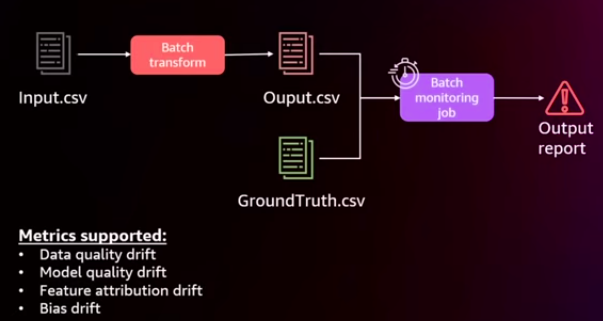 Batch
transform
Input.csv
Ouput.csv
Batch
monitoring
job
Output
report
GroundTruth.csv
Metrics supported:
• Data quality drift
• Model quality drift
• Feature attribution drift
• Bias drift